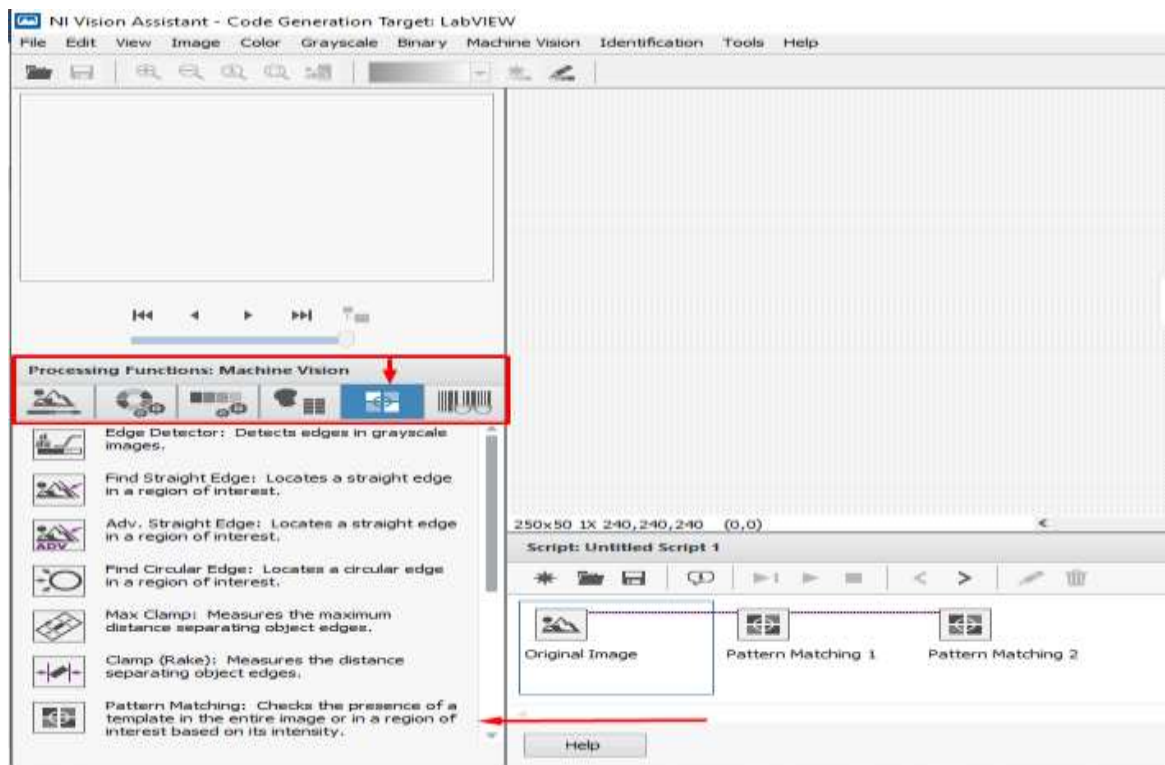 NI Vision Assistant - Code Generation Target: LabVIEW
File Edit View Image Color Grayscale Binary Machine Vision Identification Tools Help
Processing Functions: Machine Vision
Edge Detector: Detects edges in grayscale
images.
Find Straight Edge: Locates a straight edge
in a region of interest.
Adv. Straight Edge: Locates a straight edge
in a region of interest.
ADV
Find Circular Edge: Locates a circular edge
in a region of interest.
Max Clamp: Measures the maximum
distance separating object edges.
Clamp (Rake): Measures the distance
separating object edges.
Pattern Matching: Checks the presence of a
template in the entire image or in a region of
interest based on its intensity.
250x50 1X 240,240,240 (0,0)
Script: Untitled Script 1
Original Image Pattern Matching 1 Pattern Matching 2
Help